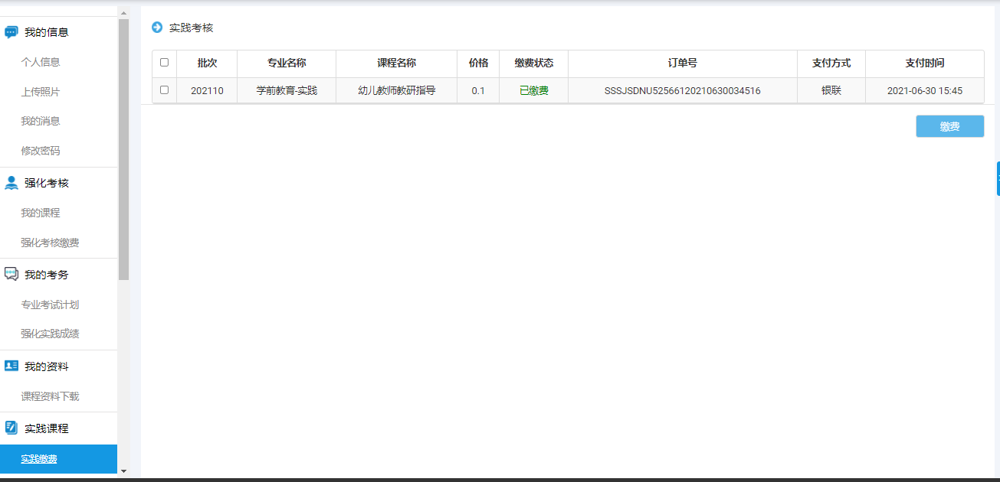 我的信息
个人信息
上传照片
我的消息
修改密码
强化考核
我的课程
强化考核缴费
我的考务
专业考试计划
强化实践成绩
我的资料
课程资料下载
实践课程
实践缴费
实践考核
批次 专业名称 课程名称 价格 缴费状态 订单号 支付方式 支付时间
202110 学前教育-实践 幼儿教师教研指导 0.1 已缴费 SSSJSDNU52566120210630034516 银联 2021-06-30 15:45
缴费